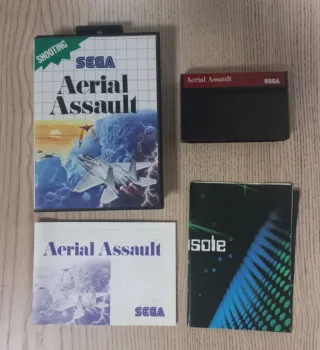 SHOOTING
SEGA
Aerial
Assault
Aerial Assault
SEGA
Aerial Assault
SEGA
sole